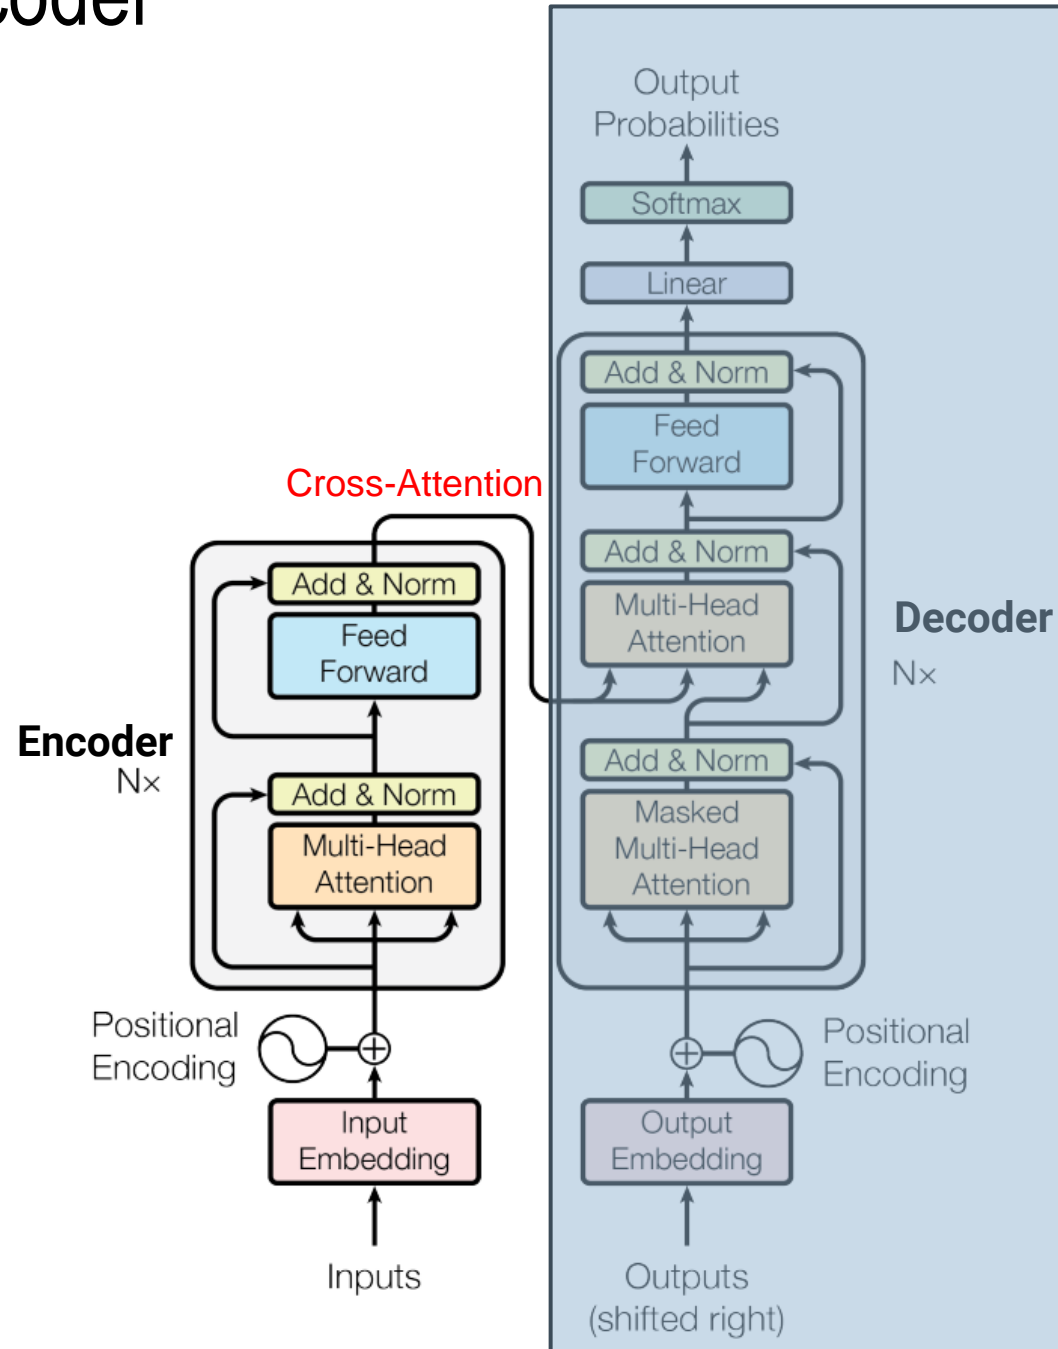 Output
Probabilities
Softmax
Linear
Add & Norm
Feed
Forward
Cross-Attention
Add & Norm
Multi-Head
Attention
Decoder
N×
Add & Norm
Masked
Multi-Head
Attention
Add & Norm
Feed
Forward
Encoder
N×
Add & Norm
Multi-Head
Attention
Positional
Encoding
Input
Embedding
Inputs
Positional
Encoding
Output
Embedding
Outputs
(shifted right)